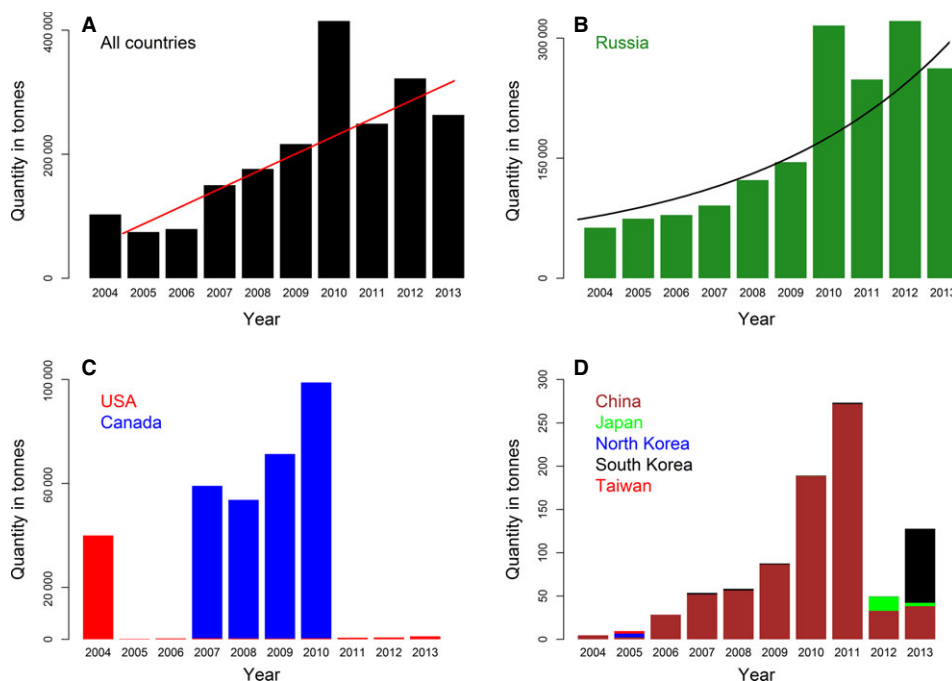 A
All countries
Quantity in tonnes
0
200 000
400 000
2004 2005 2006 2007 2008 2009 2010 2011 2012 2013
Year
B
Russia
Quantity in tonnes
0
150 000
300 000
2004 2005 2006 2007 2008 2009 2010 2011 2012 2013
Year
C
USA
Canada
Quantity in tonnes
0
20 000
60 000
100 000
2004 2005 2006 2007 2008 2009 2010 2011 2012 2013
Year
D
China
Japan
North Korea
South Korea
Taiwan
Quantity in tonnes
0
50
100
150
200
250
300
2004 2005 2006 2007 2008 2009 2010 2011 2012 2013
Year